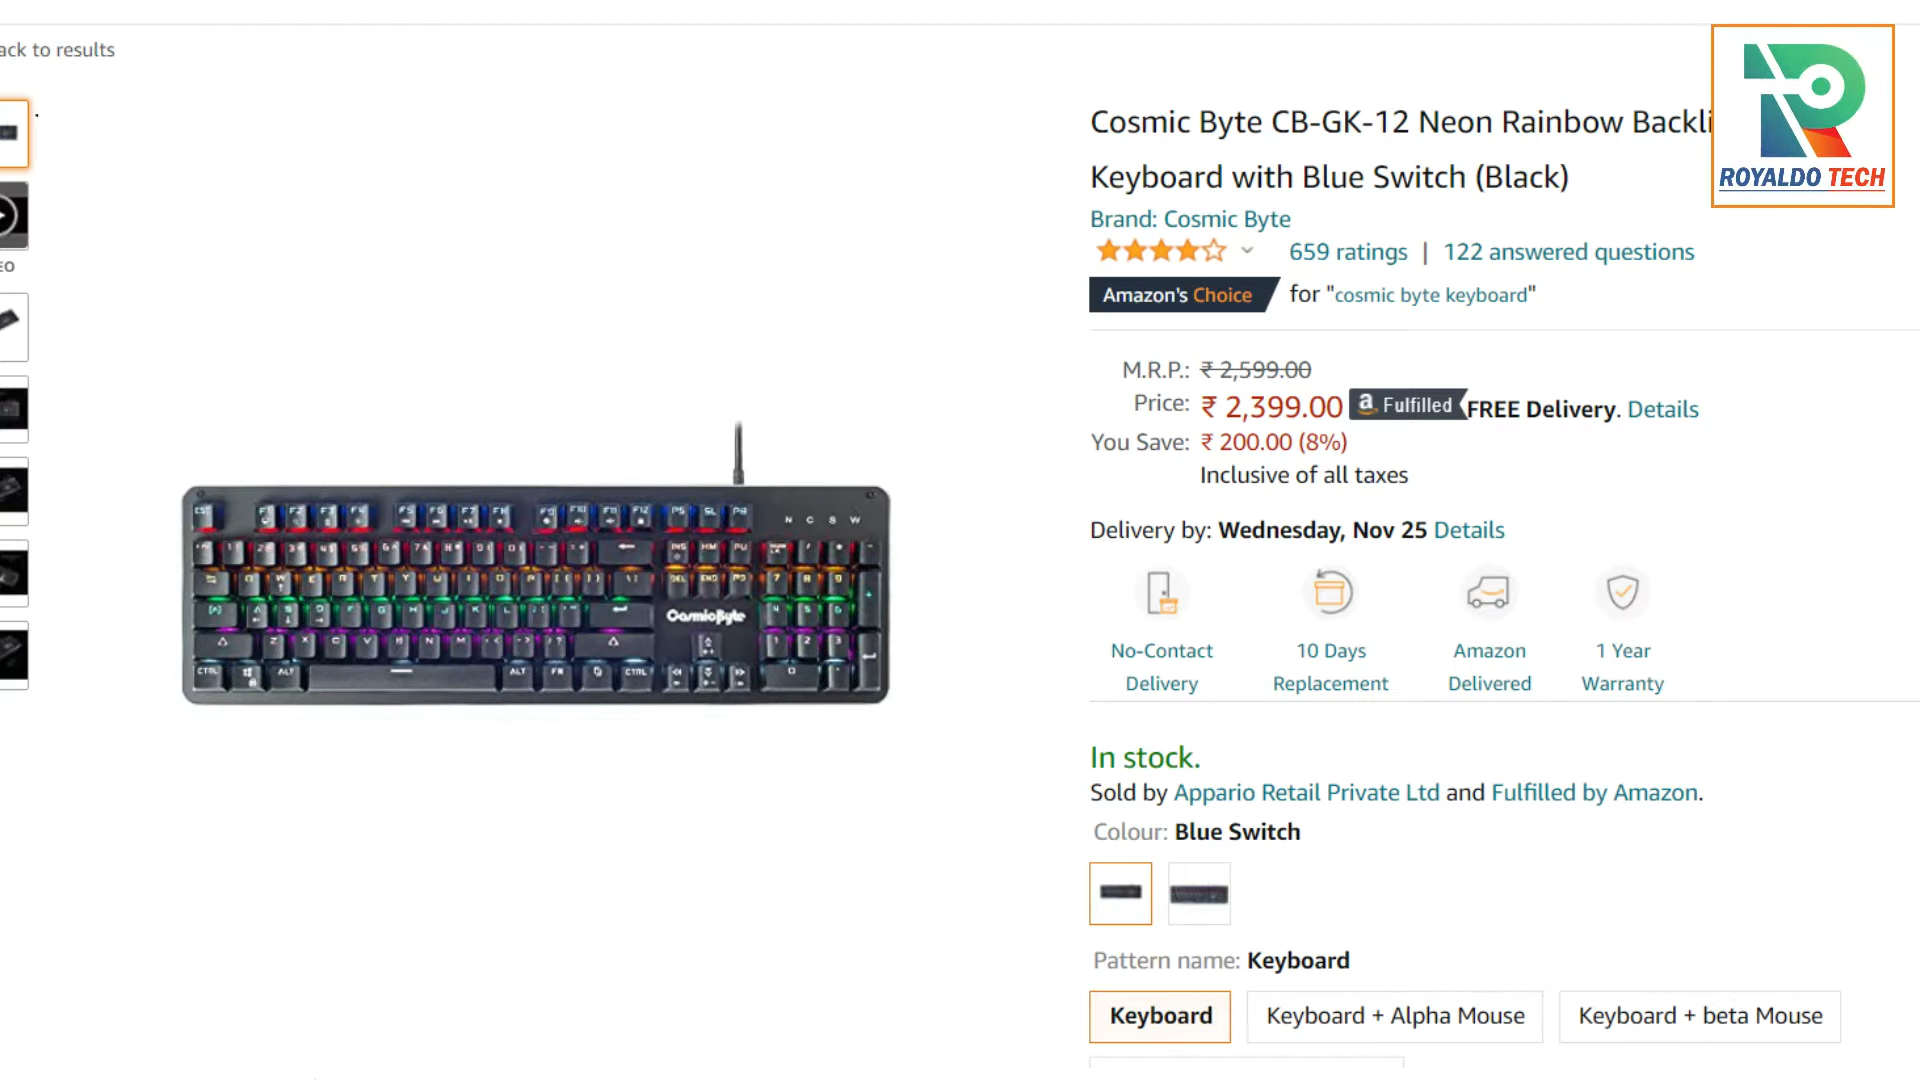 ack to results
Cosmic Byte CB-GK-12 Neon Rainbow Backli
Keyboard with Blue Switch (Black)
ROYALDO TECH
Brand: Cosmic Byte
659 ratings | 122 answered questions
Amazon's Choice for "cosmic byte keyboard"
EO
M.R.P.: ₹ 2,599.00
Price: ₹ 2,399.00 a Fulfilled FREE Delivery. Details
You Save: ₹ 200.00 (8%)
Inclusive of all taxes
Delivery by: Wednesday, Nov 25 Details
No-Contact Delivery
10 Days Replacement
Amazon Delivered
1 Year Warranty
CosmicByte
In stock.
Sold by Appario Retail Private Ltd and Fulfilled by Amazon.
Colour: Blue Switch
Pattern name: Keyboard
Keyboard
Keyboard + Alpha Mouse
Keyboard + beta Mouse